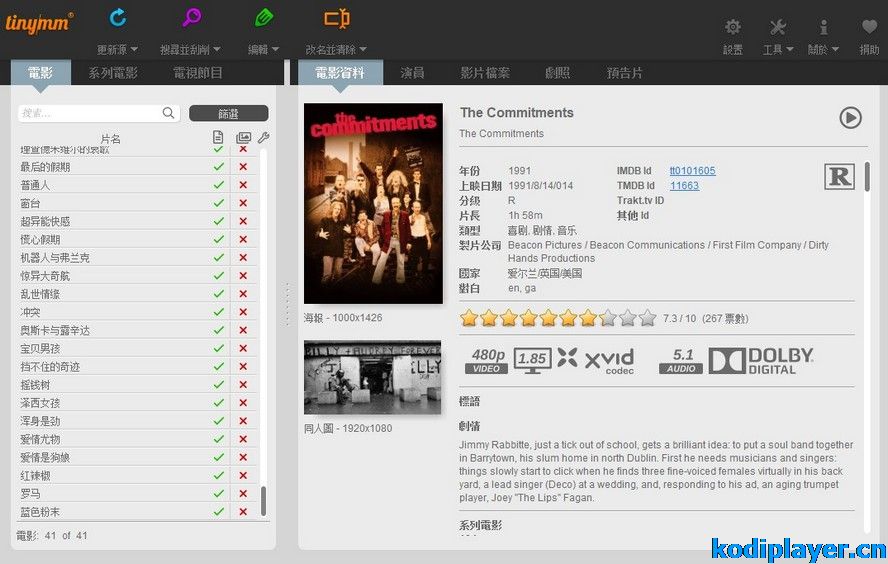 tinymm®
更新源
搜尋並刮削
編輯
改名並清除
設置
工具
關於
捐助
電影
系列電影
電視節目
電影資料
演員
影片檔案
劇照
預告片
搜索...
篩選
片名
最后的假期
普通人
窗台
超异能快感
慌心假期
机器人与弗兰克
惊异大奇航
乱世情缘
冲突
奥斯卡与露辛达
宝贝男孩
挡不住的奇迹
摇钱树
泽西女孩
浑身是劲
爱情尤物
爱情是狗娘
红辣椒
罗马
蓝色粉末
電影: 41 of 41
the commitments
海報 - 1000x1426
BILLY + AUDREY FOREVER
ILLY
同人圖 - 1920x1080
The Commitments
The Commitments
年份 1991
上映日期 1991/8/14/014
分级 R
片長 1h 58m
類型 喜剧, 剧情, 音乐
製片公司 Beacon Pictures / Beacon Communications / First Film Company / Dirty
Hands Productions
國家 爱尔兰/英国/美国
對白 en, ga
IMDB Id tt0101605
TMDB Id 11663
Trakt.tv ID
其他 Id
R
7.3 / 10 (267 票數)
480p VIDEO
1.85
xvid codec
5.1 AUDIO
DOLBY DIGITAL
標語
劇情
Jimmy Rabbitte, just a tick out of school, gets a brilliant idea: to put a soul band together
in Barrytown, his slum home in north Dublin. First he needs musicians and singers:
things slowly start to click when he finds three fine-voiced females virtually in his back
yard, a lead singer (Deco) at a wedding, and, responding to his ad, an aging trumpet
player, Joey "The Lips" Fagan.
系列電影
kodiplayer.cn